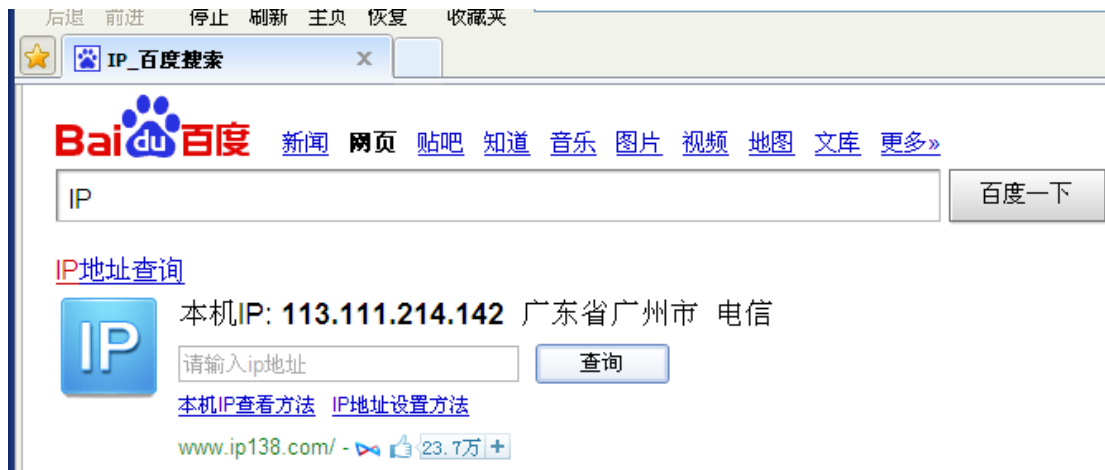 后退 前进 停止 刷新 主页 恢复 收藏夹
IP_百度搜索 x
Bai du 百度 新闻 网页 贴吧 知道 音乐 图片 视频 地图 文库 更多»
IP 百度一下
IP地址查询
IP 本机IP: 113.111.214.142 广东省广州市 电信
请输入ip地址 查询
本机IP查看方法 IP地址设置方法
www.ip138.com/ - 23.7万 +